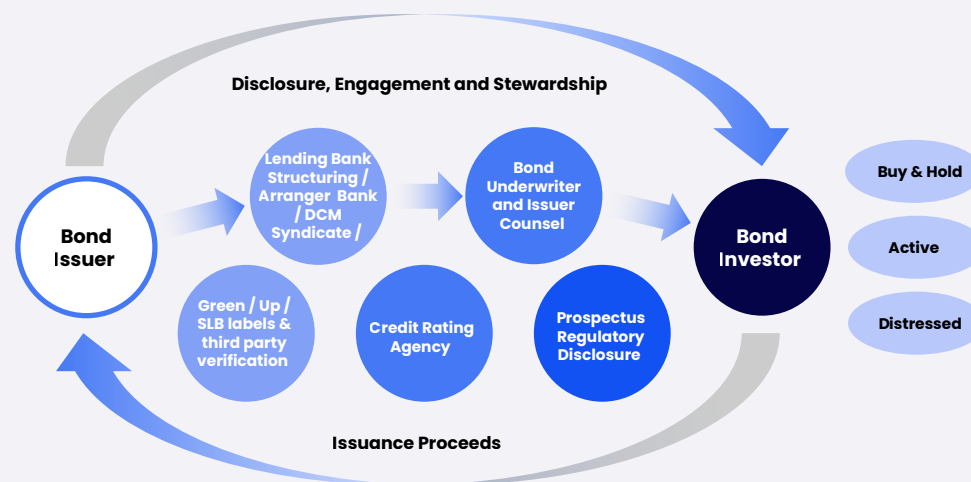 Disclosure, Engagement and Stewardship
Lending Bank
Structuring /
Arranger Bank
/ DCM
Syndicate /
Bond
Underwriter
and Issuer
Counsel
Bond
Issuer
Bond
Investor
Buy & Hold
Active
Distressed
Green / Up /
SLB labels &
third party
verification
Credit Rating
Agency
Prospectus
Regulatory
Disclosure
Issuance Proceeds